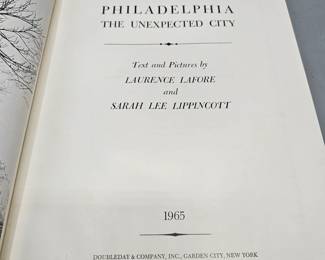 PHILADELPHIA
THE UNEXPECTED CITY
Text and Pictures by
LAURENCE LAFORE
and
SARAH LEE LIPPINCOTT
1965
DOUBLEDAY & COMPANY, INC., GARDEN CITY, NEW YORK